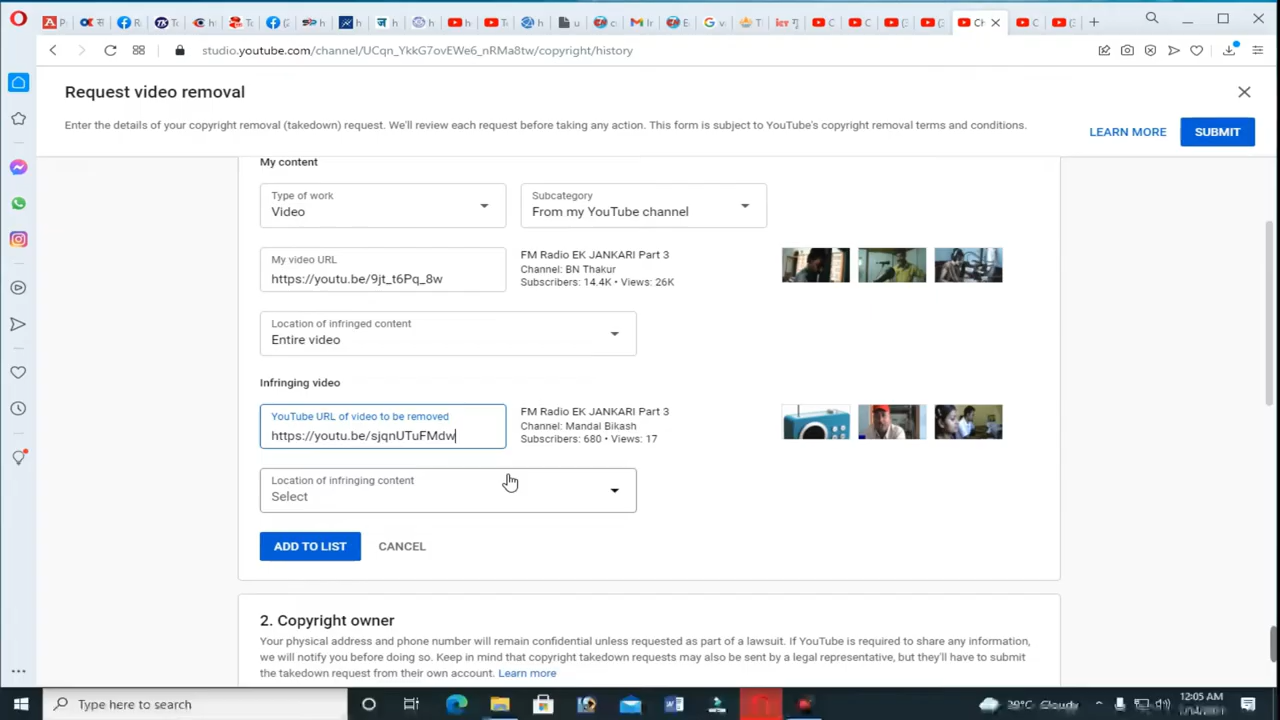 studio.youtube.com/channel/UCqn_YkkG7ovEWe6_nRMa8tw/copyright/history
Request video removal
Enter the details of your copyright removal (takedown) request. We'll review each request before taking any action. This form is subject to YouTube's copyright removal terms and conditions.
LEARN MORE
SUBMIT
My content
Type of work
Video
Subcategory
From my YouTube channel
My video URL
https://youtu.be/9jt_t6Pq_8w
FM Radio EK JANKARI Part 3
Channel: BN Thakur
Subscribers: 14.4K • Views: 26K
Location of infringed content
Entire video
Infringing video
YouTube URL of video to be removed
https://youtu.be/sjqnUTuFMdw
FM Radio EK JANKARI Part 3
Channel: Mandal Bikash
Subscribers: 680 • Views: 17
Location of infringing content
Select
ADD TO LIST
CANCEL
2. Copyright owner
Your physical address and phone number will remain confidential unless requested as part of a lawsuit. If YouTube is required to share any information,
we will notify you before doing so. Keep in mind that copyright takedown requests may also be sent by a legal representative, but they'll have to submit
the takedown request from their own account. Learn more
Type here to search
Cloudy
12:05 AM